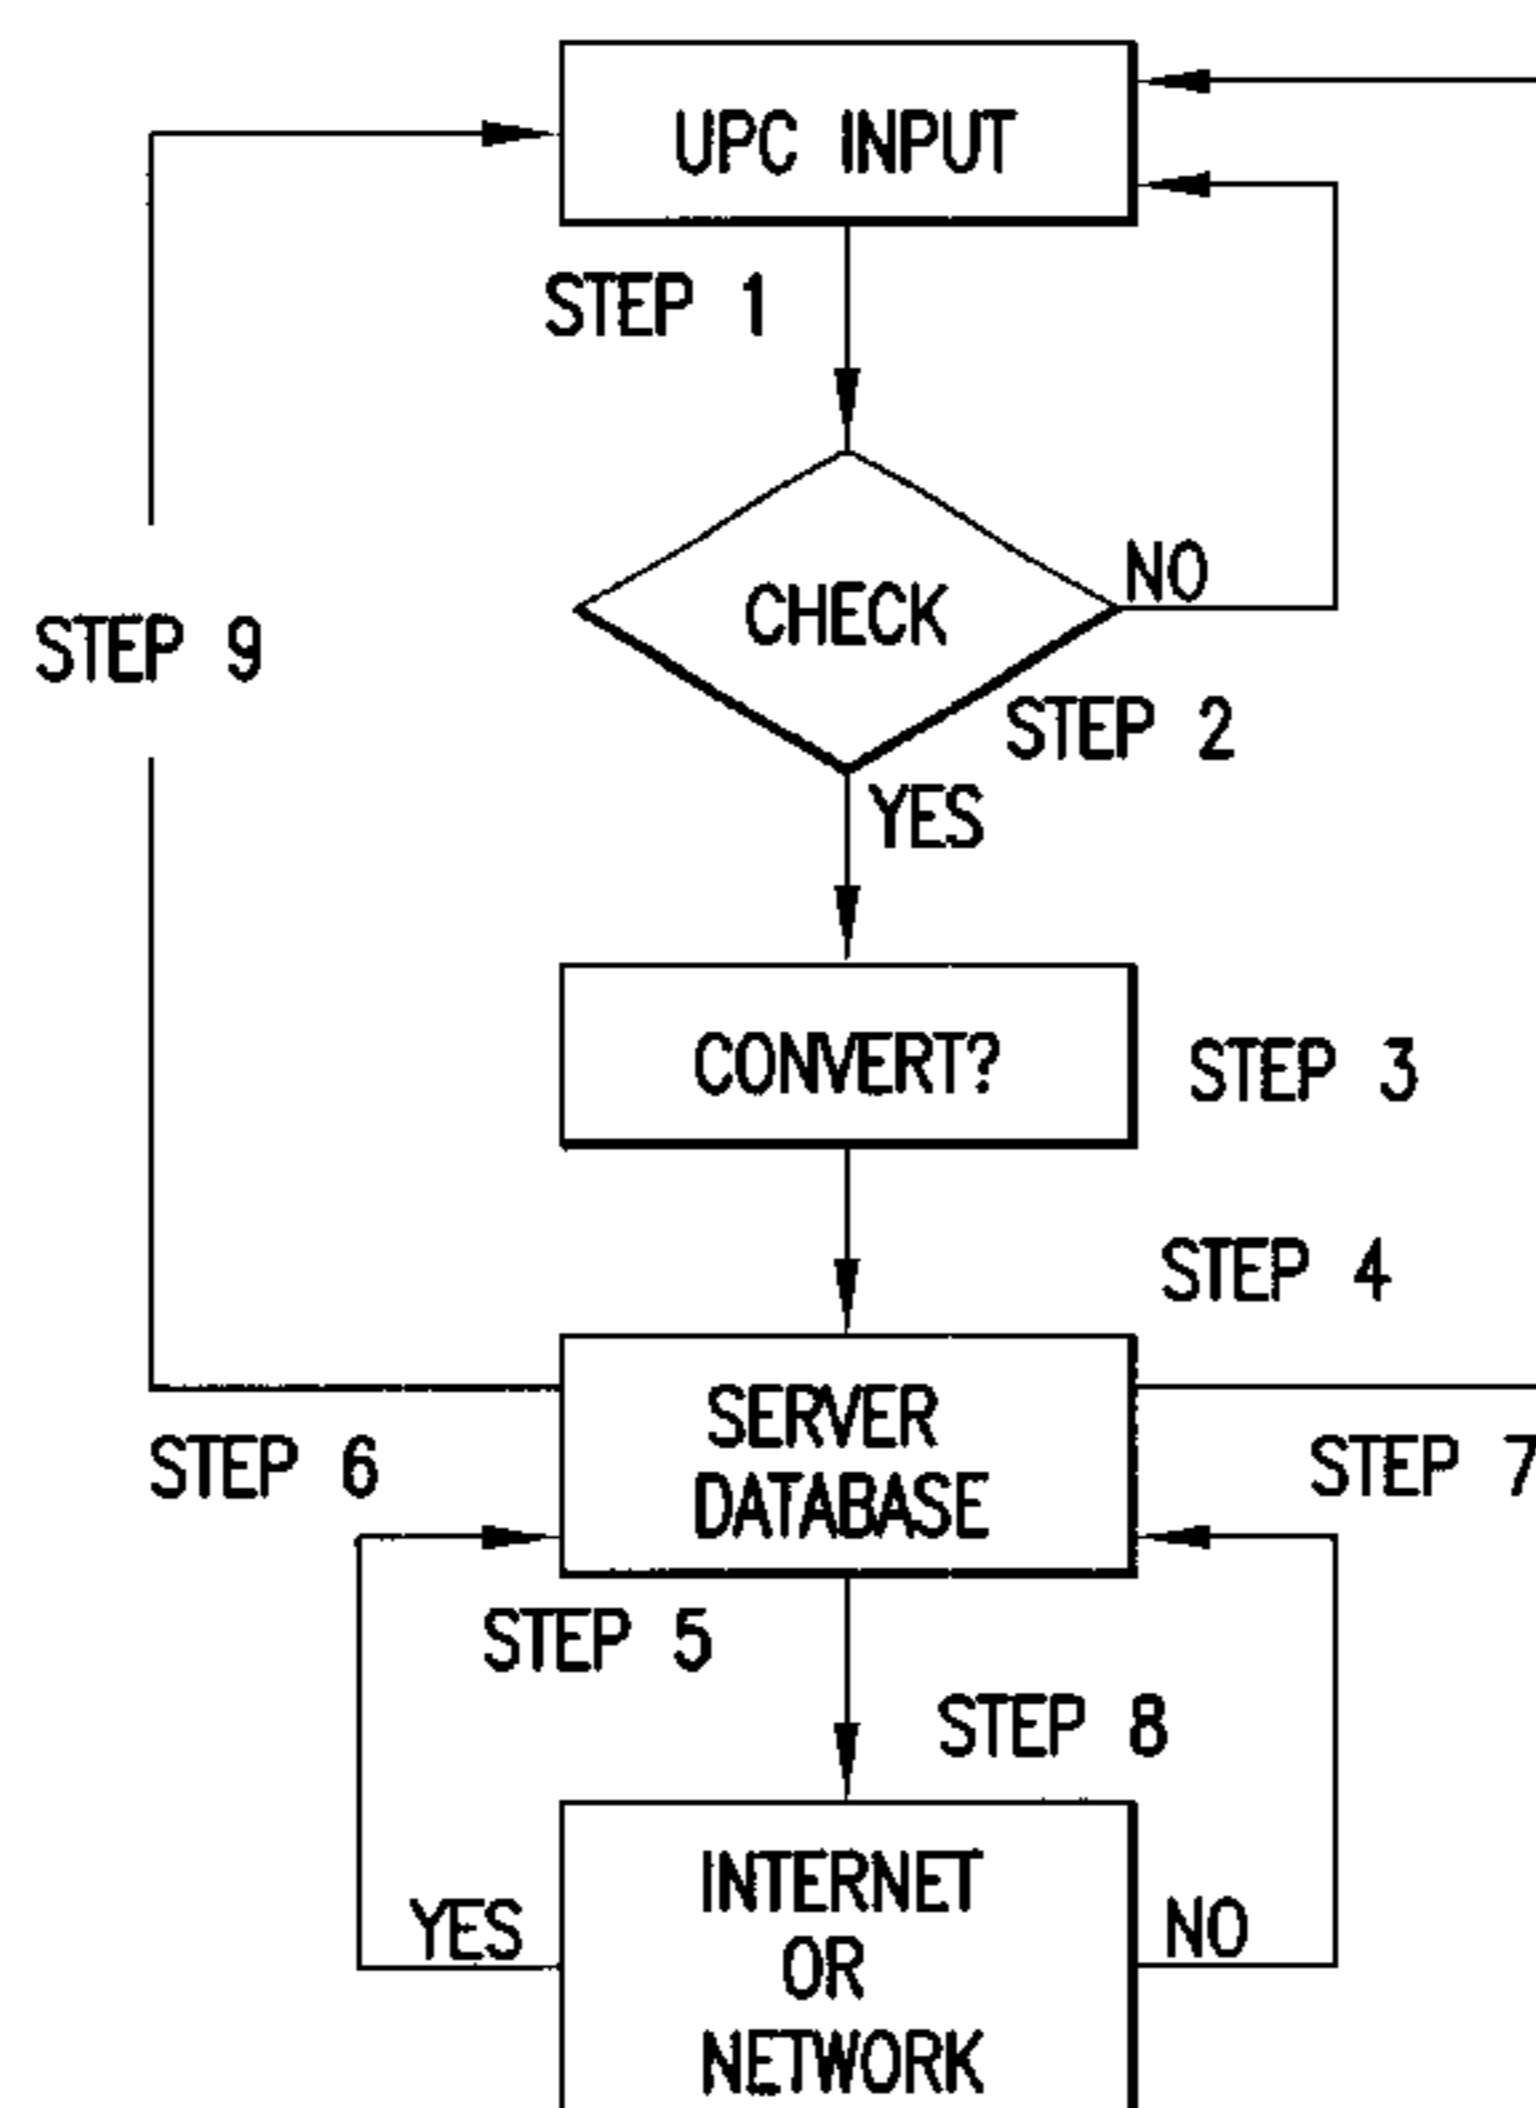 UPC INPUT
STEP 1
CHECK
NO
STEP 9
STEP 2
YES
CONVERT?
STEP 3
STEP 4
SERVER
DATABASE
STEP 6
STEP 7
STEP 5
STEP 8
INTERNET
OR
NETWORK
YES
NO